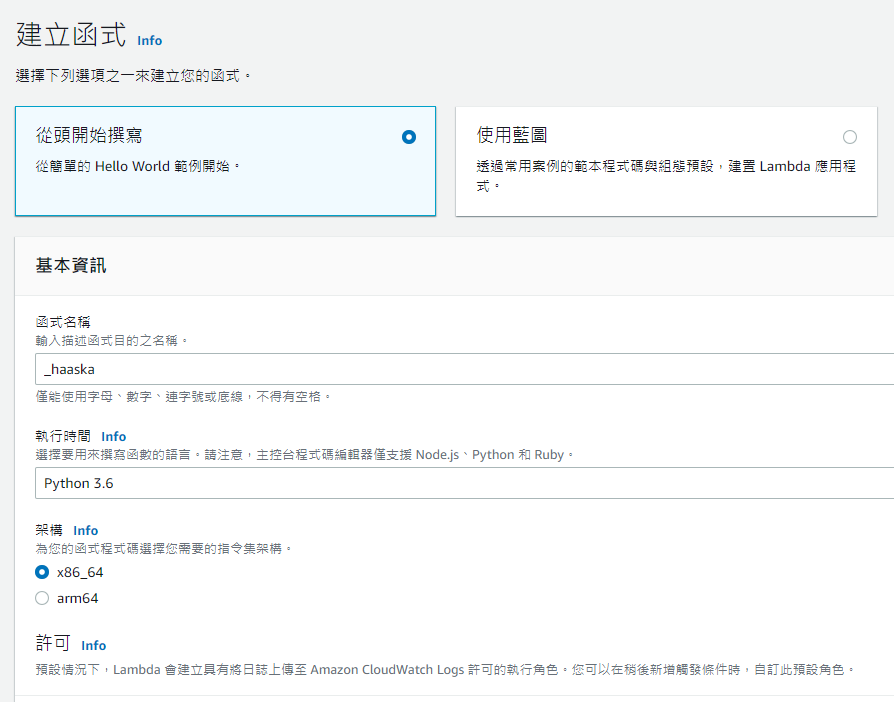 建立函式 Info
選擇下列選項之一來建立您的函式。
從頭開始撰寫
從簡單的 Hello World 範例開始。
使用藍圖
透過常用案例的範本程式碼與組態預設，建置 Lambda 應用程
式。
基本資訊
函式名稱
輸入描述函式目的之名稱。
_haaska
僅能使用字母、數字、連字號或底線，不得有空格。
執行時間 Info
選擇要用來撰寫函數的語言。請注意，主控台程式碼編輯器僅支援 Node.js、Python 和 Ruby。
Python 3.6
架構 Info
為您的函式程式碼選擇您需要的指令集架構。
x86_64
arm64
許可 Info
預設情況下，Lambda 會建立具有將日誌上傳至 Amazon CloudWatch Logs 許可的執行角色。您可以在稍後新增觸發條件時，自訂此預設角色。